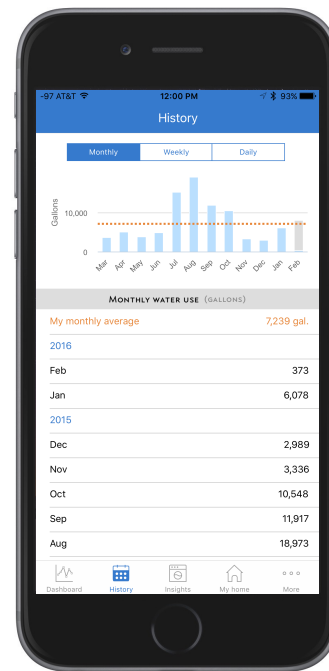 -97 AT&T 12:00 PM 93%
History
Monthly Weekly Daily
Gallons
10,000
0
Mar Apr May Jun Jul Aug Sep Oct Nov Dec Jan Feb
MONTHLY WATER USE (GALLONS)
My monthly average 7,239 gal.
2016
Feb 373
Jan 6,078
2015
Dec 2,989
Nov 3,336
Oct 10,548
Sep 11,917
Aug 18,973
Dashboard History Insights My home More